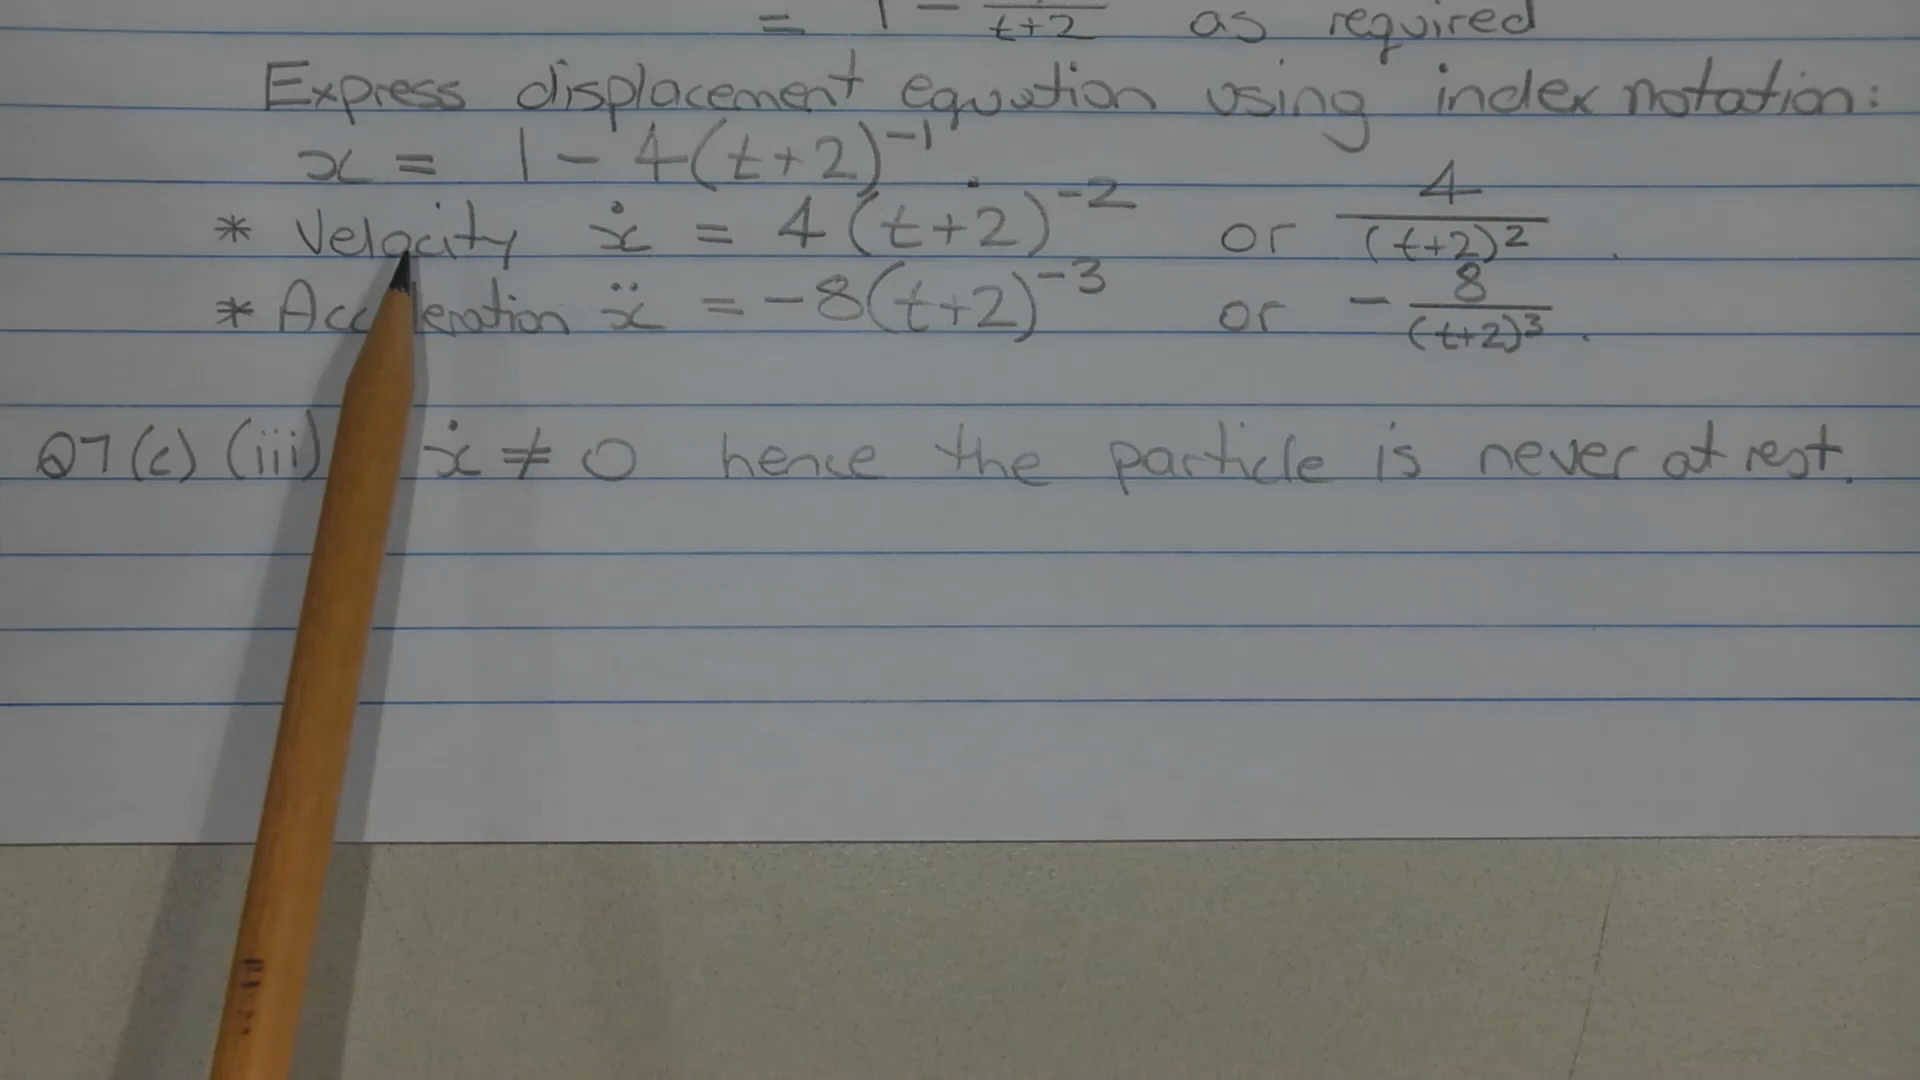 = 1 - /(t+2) as required
Express displacement equation using index notation:
x = 1 - 4(t+2)⁻¹
* Velocity ẋ = 4(t+2)⁻² or 4/(t+2)².
* Acceleration ẍ = -8(t+2)⁻³ or -8/(t+2)³.
Q7(c) (iii) ẋ ≠ 0 hence the particle is never at rest.